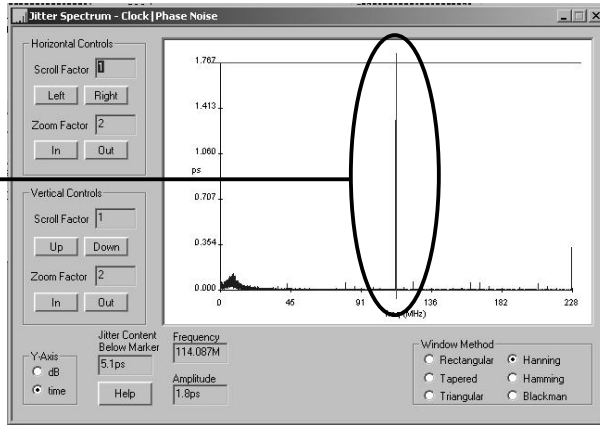 Jitter Spectrum - Clock|Phase Noise
Horizontal Controls
Scroll Factor 1
Left Right
Zoom Factor 2
In Out
Vertical Controls
Scroll Factor 1
Up Down
Zoom Factor 2
In Out
1.767
1.413
1.060
ps
0.707
0.354
0.000
0 45 91 136 182 228
(MHz)
Y-Axis
dB
time
Jitter Content
Below Marker
5.1ps
Help
Frequency
114.087M
Amplitude
1.8ps
Window Method
Rectangular Hanning
Tapered Hamming
Triangular Blackman